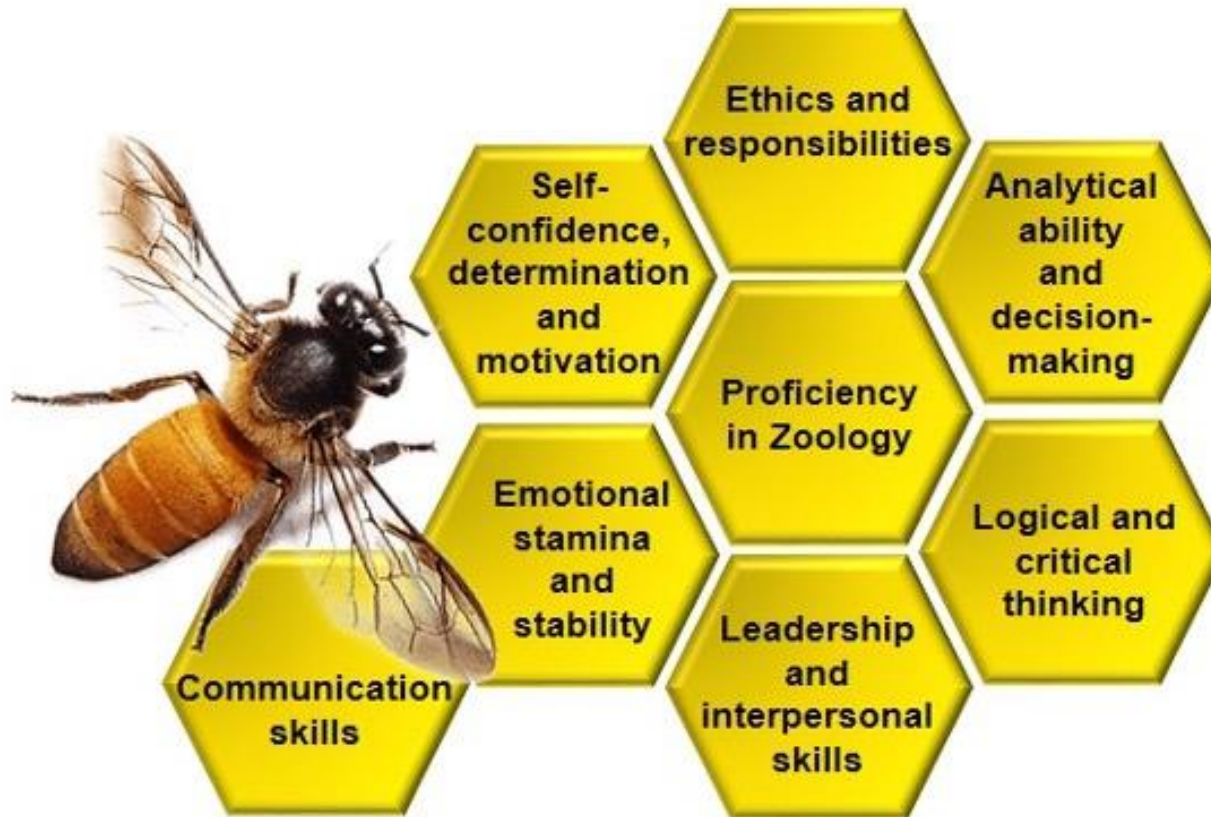 Ethics and
responsibilities
Self-
confidence,
determination
and
motivation
Analytical
ability
and
decision-
making
Proficiency
in Zoology
Emotional
stamina
and
stability
Logical and
critical
thinking
Communication
skills
Leadership
and
interpersonal
skills